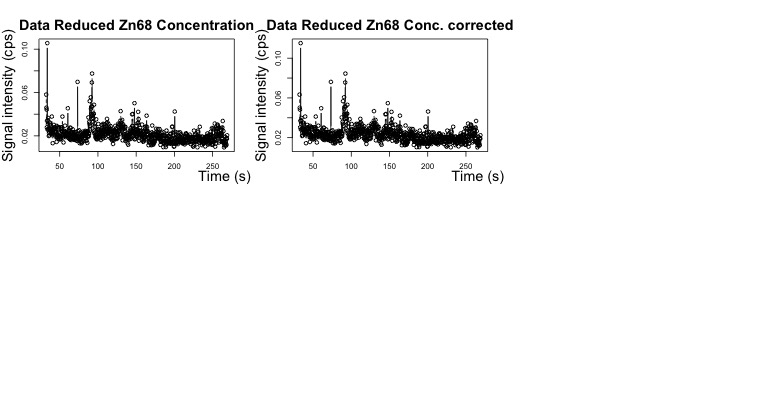 Data Reduced Zn68 Concentration
Signal intensity (cps)
0.10
0.06
0.02
50 100 150 200 250
Time (s)
Data Reduced Zn68 Conc. corrected
Signal intensity (cps)
0.10
0.06
0.02
50 100 150 200 250
Time (s)